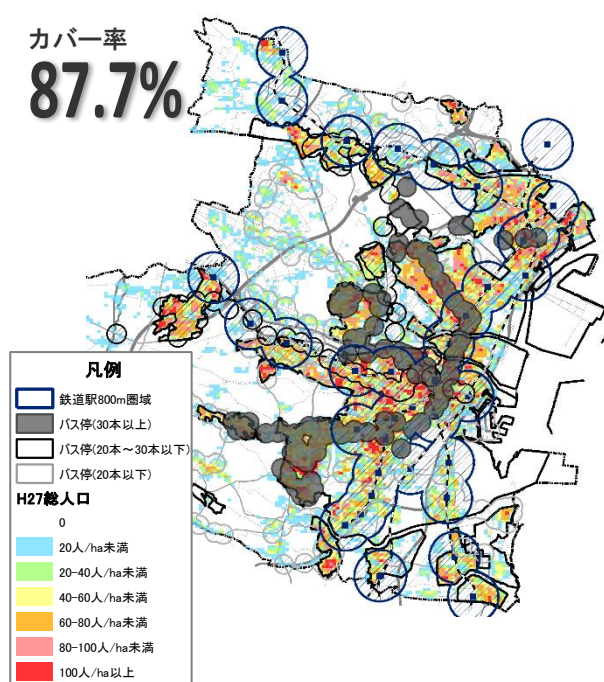 カバー率
87.7%
凡例
鉄道駅800m圏域
バス停(30本以上)
バス停(20本～30本以下)
バス停(20本以下)
H27総人口
0
20人/ha未満
20-40人/ha未満
40-60人/ha未満
60-80人/ha未満
80-100人/ha未満
100人/ha以上